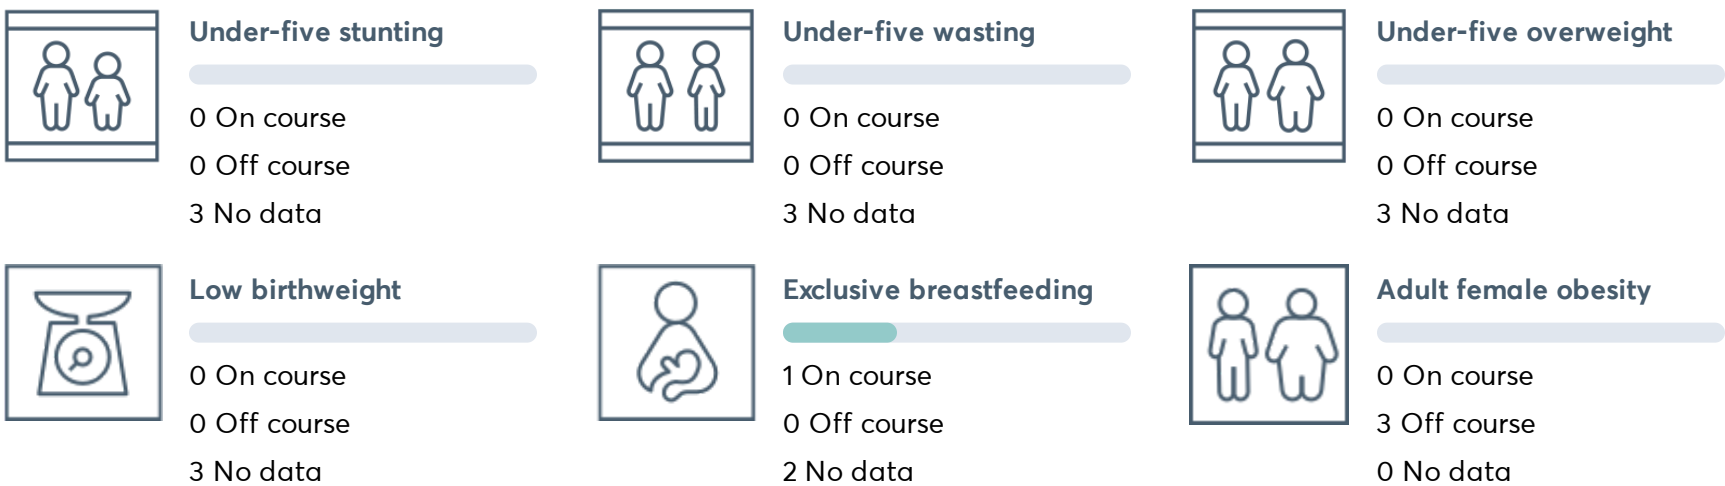 Under-five stunting
0 On course
0 Off course
3 No data
Under-five wasting
0 On course
0 Off course
3 No data
Under-five overweight
0 On course
0 Off course
3 No data
Low birthweight
0 On course
0 Off course
3 No data
Exclusive breastfeeding
1 On course
0 Off course
2 No data
Adult female obesity
0 On course
3 Off course
0 No data